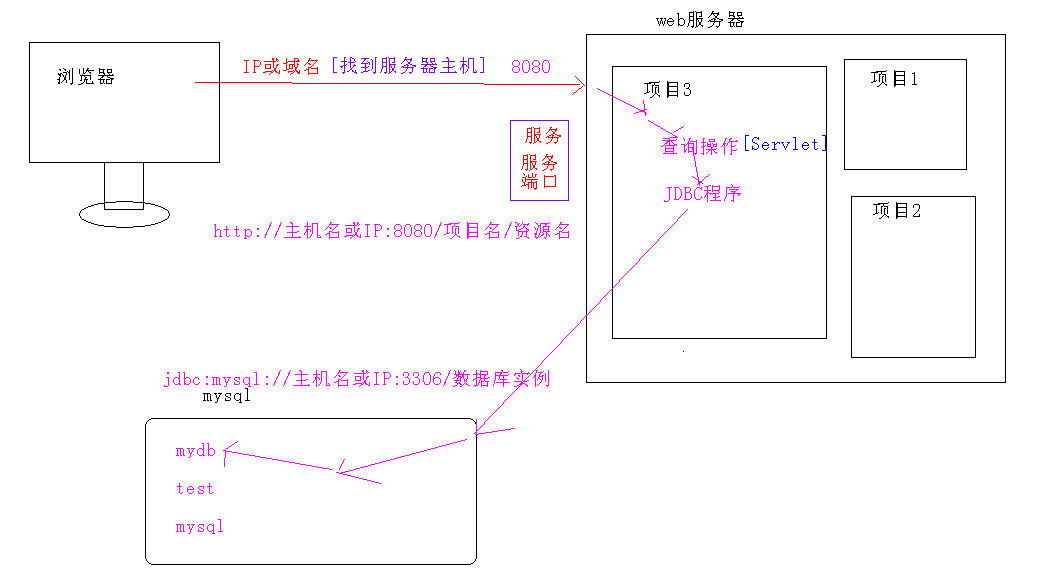 web服务器
浏览器
IP或域名 [找到服务器主机] 8080
项目3
项目1
服务
服务
端口
查询操作[Servlet]
JDBC程序
项目2
http://主机名或IP:8080/项目名/资源名
jdbc:mysql://主机名或IP:3306/数据库实例
mysql
mydb
test
mysql